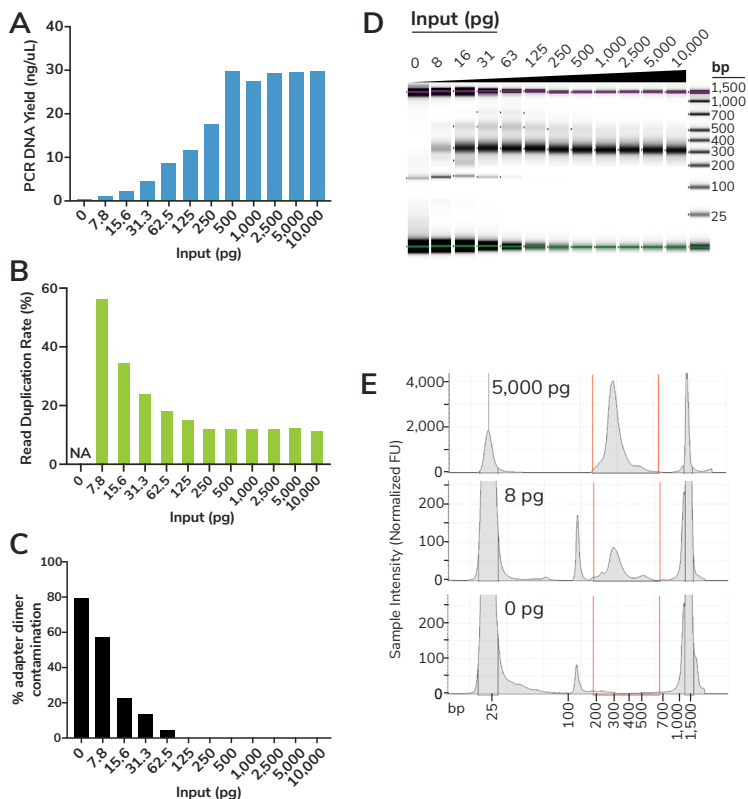 A
PCR DNA Yield (ng/uL)
40
30
20
10
0
0 7.8 15.6 31.3 62.5 125 250 500 1,000 2,500 5,000 10,000
Input (pg)
B
Read Duplication Rate (%)
60
40
20
0
NA
0 7.8 15.6 31.3 62.5 125 250 500 1,000 2,500 5,000 10,000
Input (pg)
C
% adapter dimer
contamination
100
80
60
40
20
0
0 7.8 15.6 31.3 62.5 125 250 500 1,000 2,500 5,000 10,000
Input (pg)
D
Input (pg)
0 8 16 31 63 125 250 500 1,000 2,500 5,000 10,000
bp
1,500
1,000
700
500
400
300
200
100
25
E
Sample Intensity (Normalized FU)
5,000 pg
4,000
2,000
0
8 pg
200
100
0
0 pg
200
100
0
bp 25 100 200 300 400 500 700 1,000 1,500